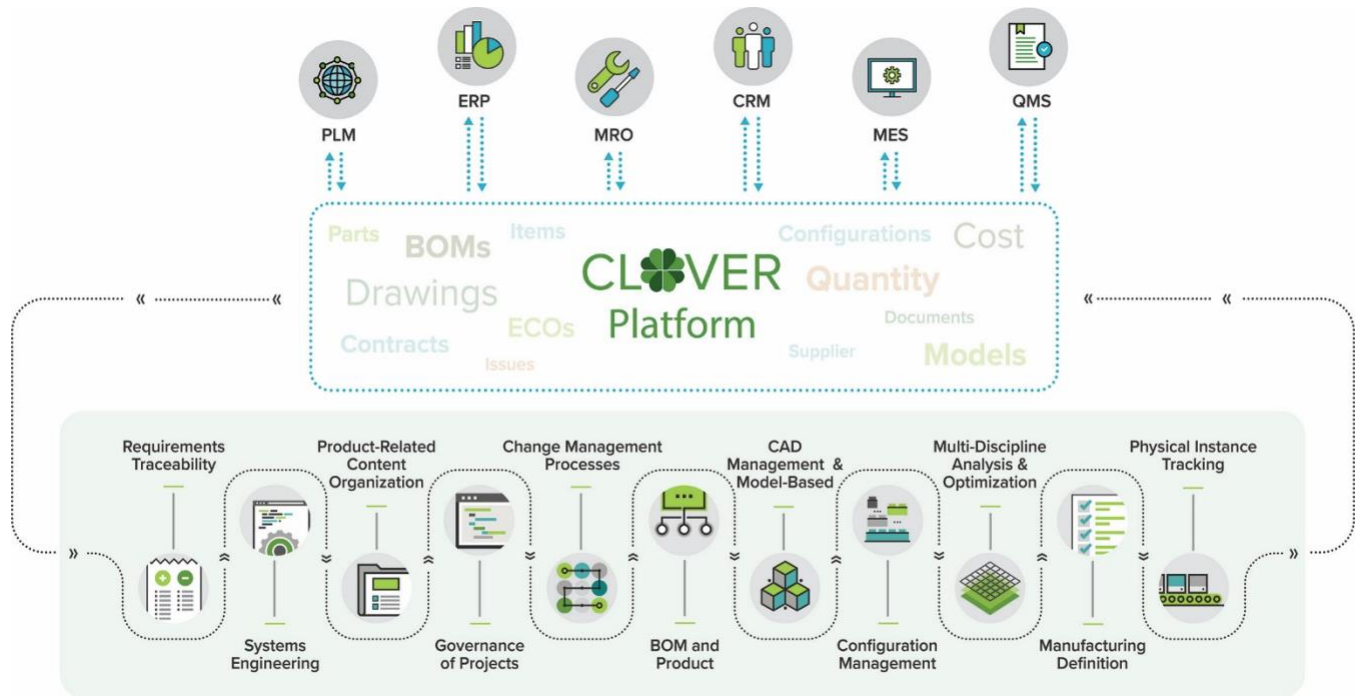 PLM
ERP
MRO
CRM
MES
QMS
Parts
BOMs
Items
Configurations
Cost
Drawings
CLOVER
Platform
Quantity
ECOs
Documents
Contracts
Issues
Supplier
Models
Requirements
Traceability
Product-Related
Content
Organization
Change Management
Processes
CAD
Management &
Model-Based
Multi-Discipline
Analysis &
Optimization
Physical Instance
Tracking
Systems
Engineering
Governance
of Projects
BOM and
Product
Configuration
Management
Manufacturing
Definition